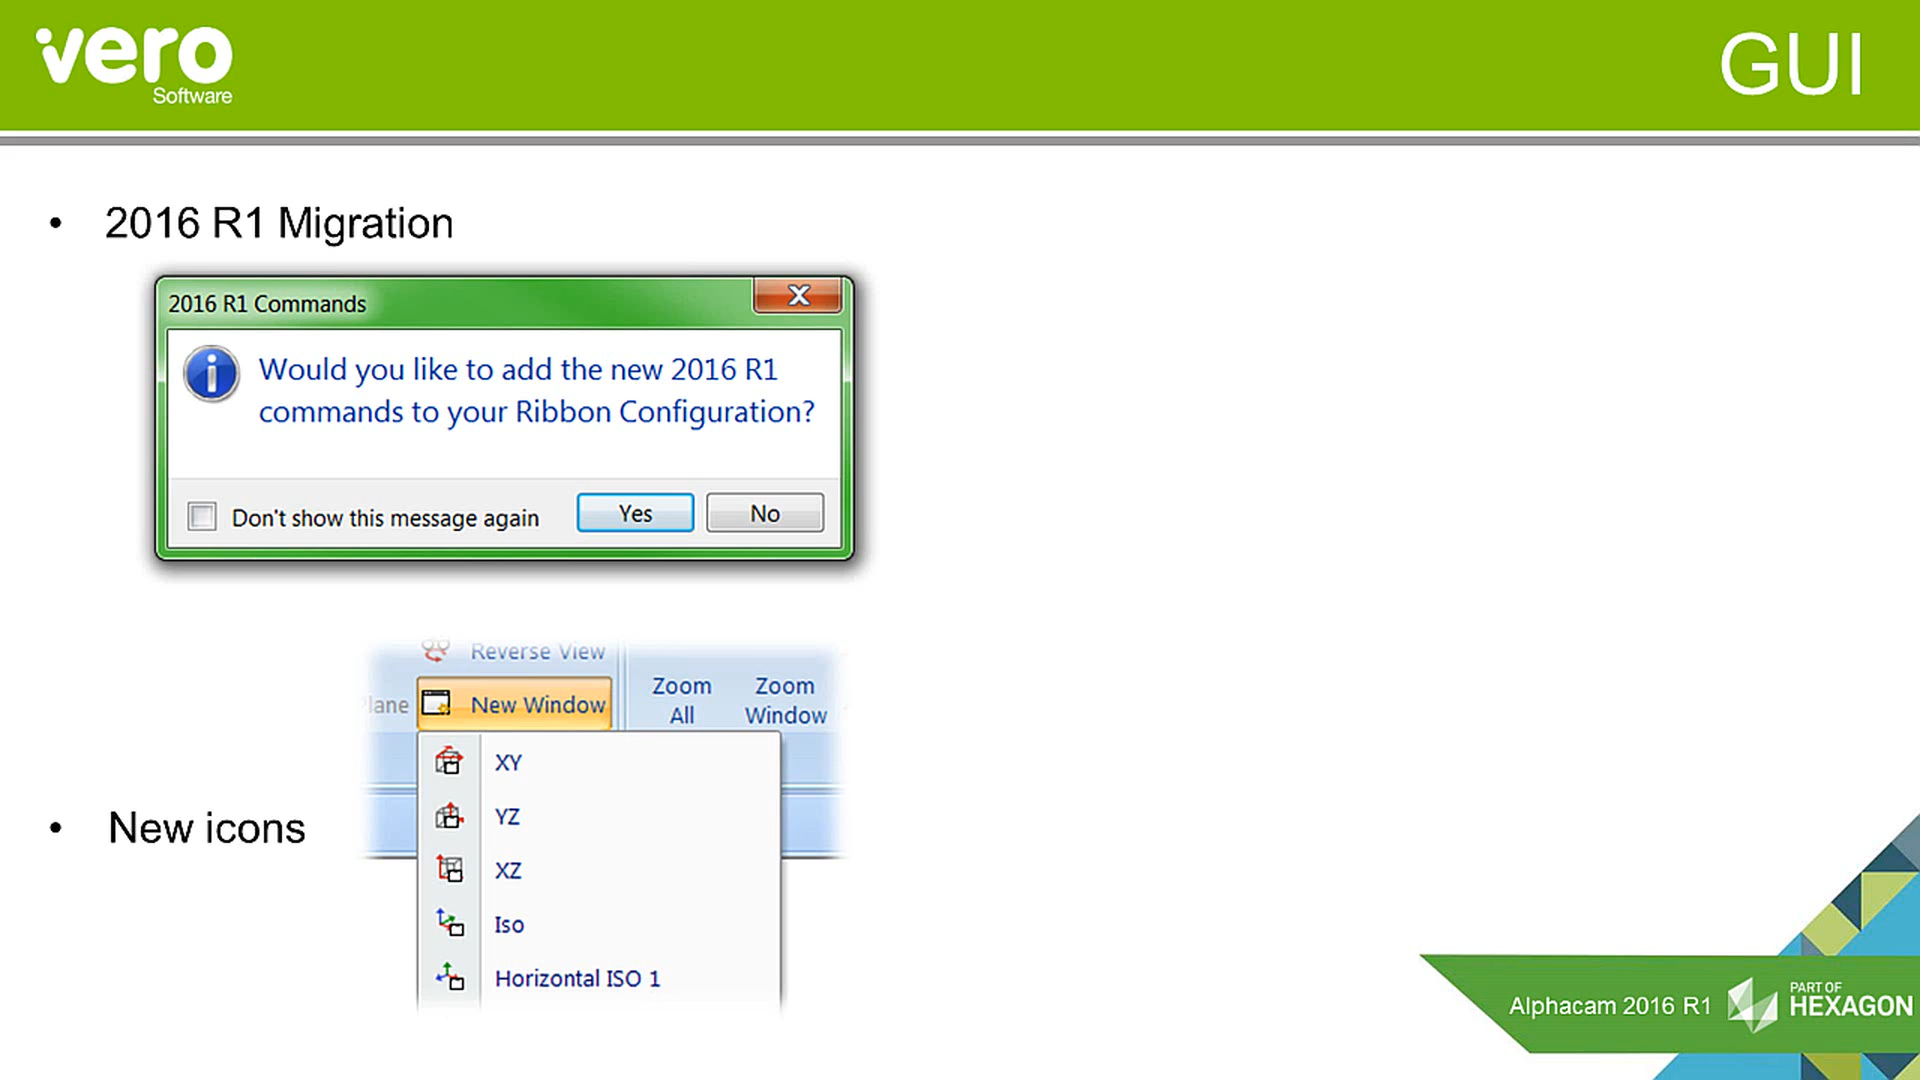 vero
Software
GUI
• 2016 R1 Migration
2016 R1 Commands
Would you like to add the new 2016 R1
commands to your Ribbon Configuration?
Don't show this message again
Yes
No
Reverse View
lane
New Window
Zoom
All
Zoom
Window
XY
YZ
XZ
Iso
Horizontal ISO 1
• New icons
Alphacam 2016 R1
PART OF
HEXAGON